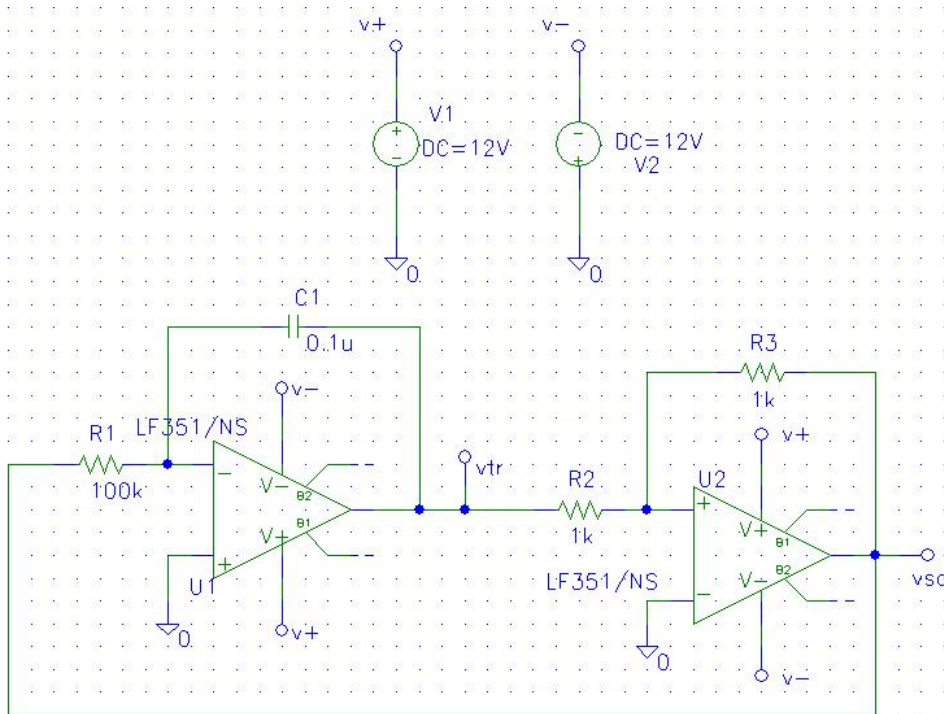 v+
v-
V1
DC=12V
DC=12V
V2
0
0
C1
0.1u
R3
1k
v-
R1
LF351/NS
100k
V-
B2
B1
V+
U1
0
v+
vtr
R2
1k
v+
U2
V+
B1
B2
V-
LF351/NS
0
v-